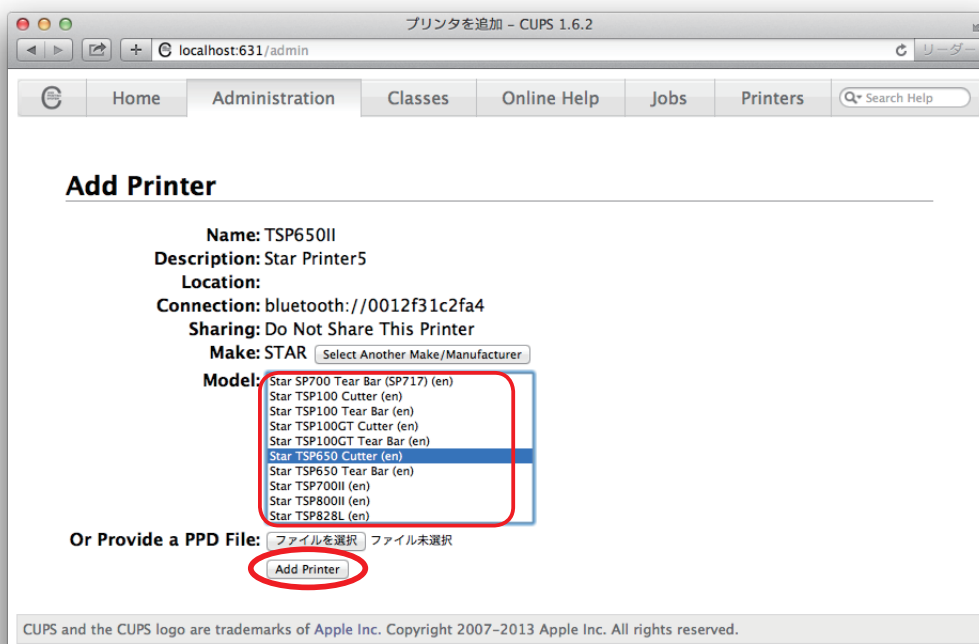 プリンタを追加 – CUPS 1.6.2
localhost:631/admin
リーダー
Home Administration Classes Online Help Jobs Printers Search Help
Add Printer
Name: TSP650II
Description: Star Printer5
Location:
Connection: bluetooth://0012f31c2fa4
Sharing: Do Not Share This Printer
Make: STAR Select Another Make/Manufacturer
Model:
Star SP700 Tear Bar (SP717) (en)
Star TSP100 Cutter (en)
Star TSP100 Tear Bar (en)
Star TSP100GT Cutter (en)
Star TSP100GT Tear Bar (en)
Star TSP650 Cutter (en)
Star TSP650 Tear Bar (en)
Star TSP700II (en)
Star TSP800II (en)
Star TSP828L (en)
Or Provide a PPD File: ファイルを選択 ファイル未選択
Add Printer
CUPS and the CUPS logo are trademarks of Apple Inc. Copyright 2007-2013 Apple Inc. All rights reserved.